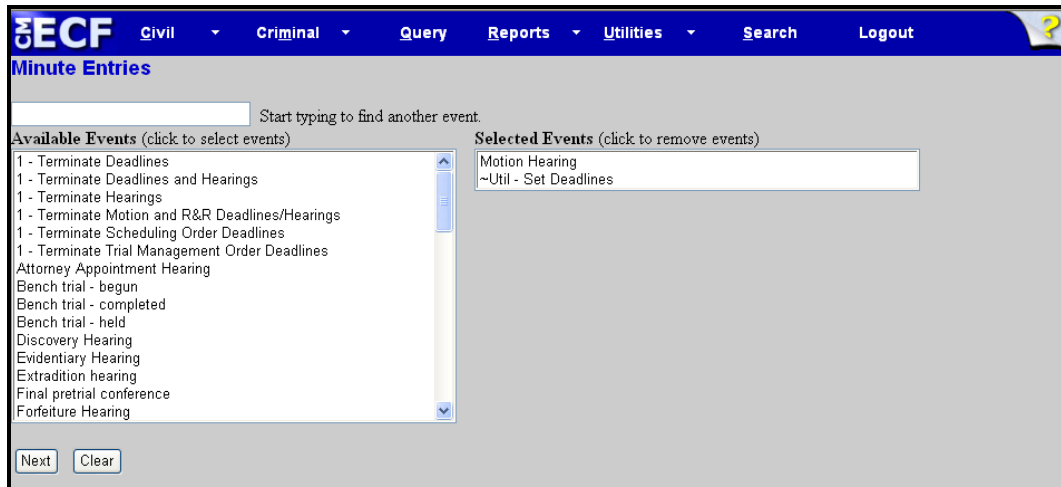 CM ECF Civil Criminal Query Reports Utilities Search Logout ?
Minute Entries
Start typing to find another event.
Available Events (click to select events) Selected Events (click to remove events)
1 - Terminate Deadlines
1 - Terminate Deadlines and Hearings
1 - Terminate Hearings
1 - Terminate Motion and R&R Deadlines/Hearings
1 - Terminate Scheduling Order Deadlines
1 - Terminate Trial Management Order Deadlines
Attorney Appointment Hearing
Bench trial - begun
Bench trial - completed
Bench trial - held
Discovery Hearing
Evidentiary Hearing
Extradition hearing
Final pretrial conference
Forfeiture Hearing
Motion Hearing
~Util - Set Deadlines
Next Clear